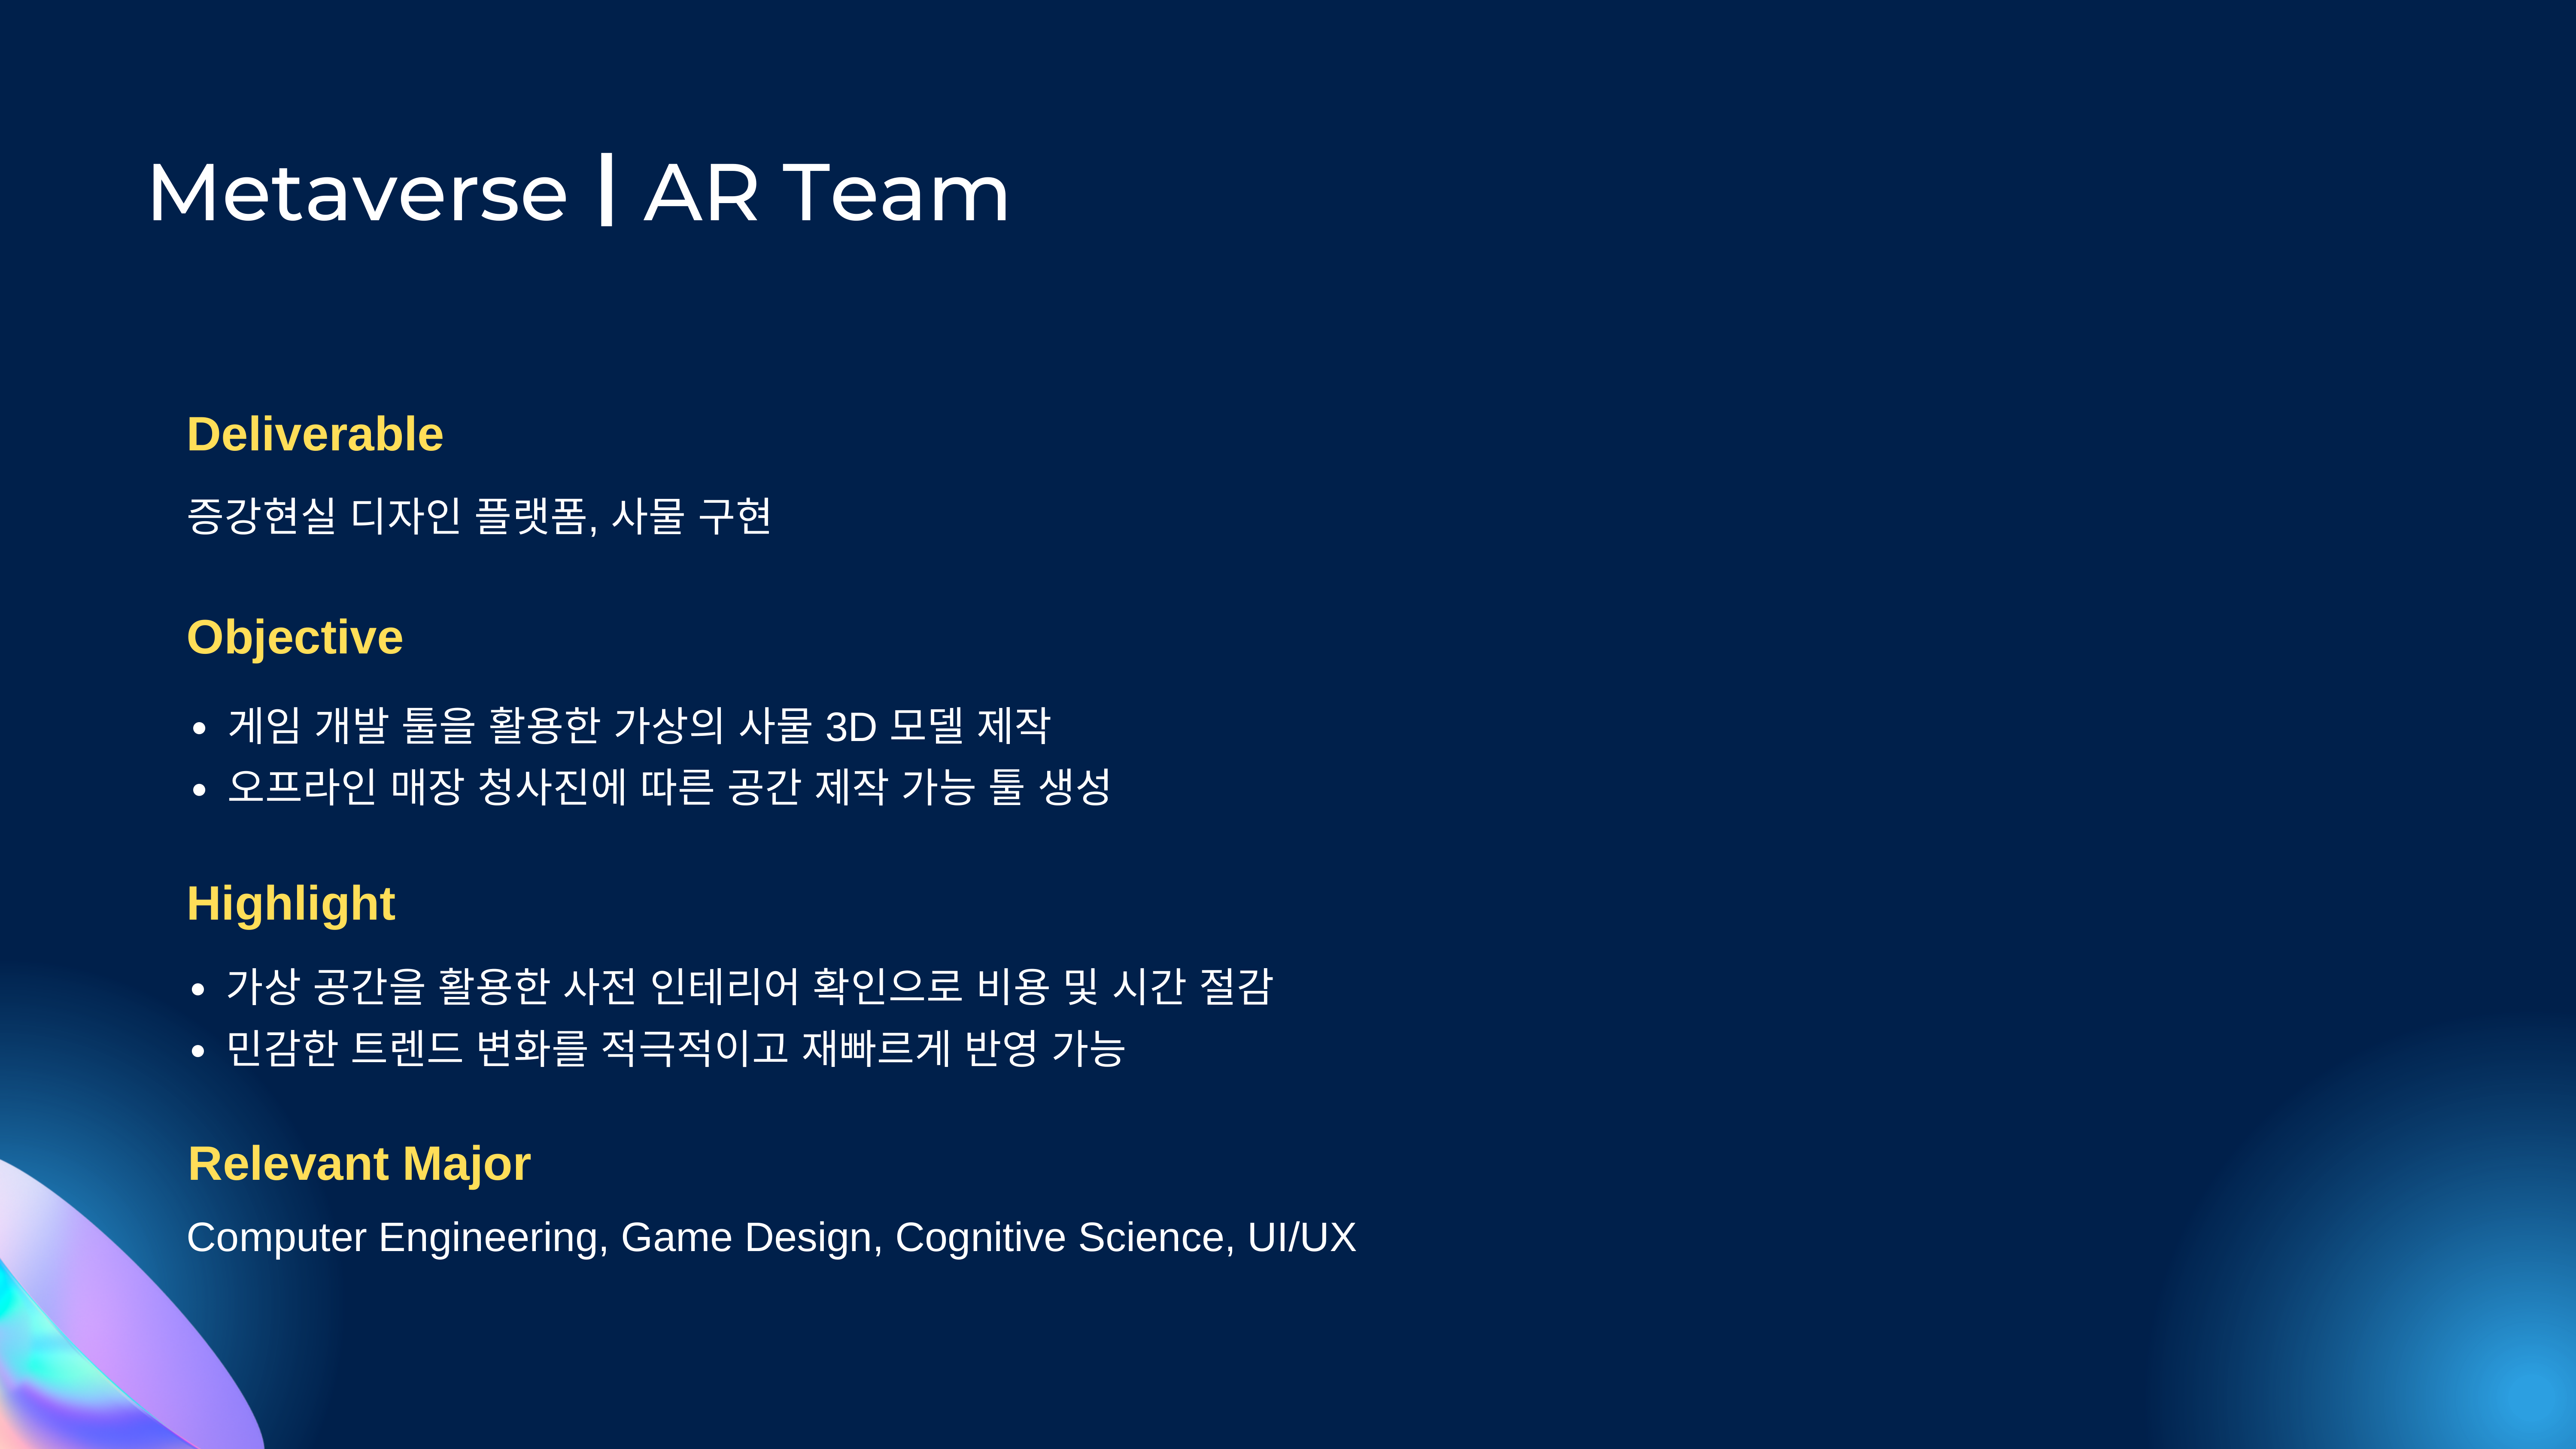 Metaverse | AR Team
Deliverable
증강현실 디자인 플랫폼, 사물 구현
Objective
• 게임 개발 툴을 활용한 가상의 사물 3D 모델 제작
• 오프라인 매장 청사진에 따른 공간 제작 가능 툴 생성
Highlight
• 가상 공간을 활용한 사전 인테리어 확인으로 비용 및 시간 절감
• 민감한 트렌드 변화를 적극적이고 재빠르게 반영 가능
Relevant Major
Computer Engineering, Game Design, Cognitive Science, UI/UX